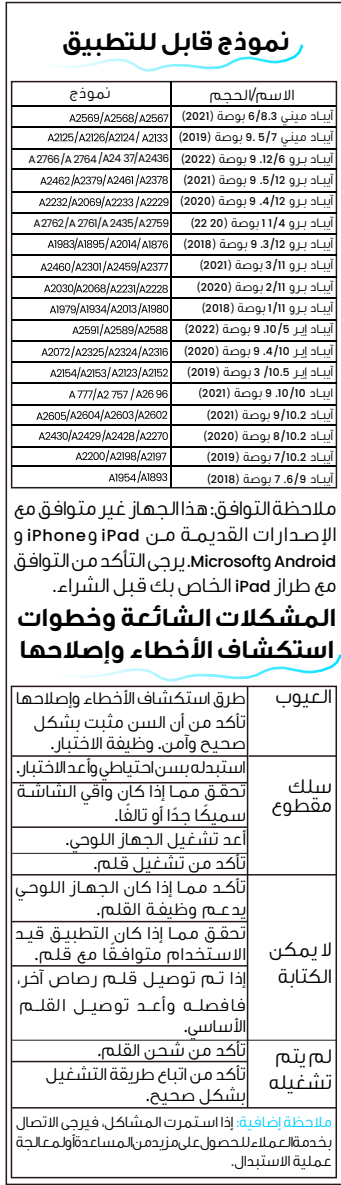 نموذج قابل للتطبيق
الاسم/الحجم نموذج
آيباد ميني 6/8.3 بوصة (2021) A2569/A2568/A2567
آيباد ميني 5/7 .9 بوصة (2019) A2125/A2126/A2124/ A2133
آيباد برو 12/6. 9 بوصة (2022) A 2766 /A 2764 /A24 37/A2436
آيباد برو 5/12. 9 بوصة (2021) A2462 /A2379/A2461 /A2378
آيباد برو 4/12. 9 بوصة (2020) A2232/A2069/A2233 /A2229
آيباد برو 11/4 بوصة (20 22) A2762 / A 2761/ A 2435 /A2759
آيباد برو 3/12. 9 بوصة (2018) A1983/A1895 /A2014 /A1876
آيباد برو 3/11 بوصة (2021) A2460 /A2301 /A2459 /A2377
آيباد برو 2/11 بوصة (2020) A2030 /A2068 /A2231 /A2228
آيباد برو 1/11 بوصة (2018) A1979 /A1934 /A2013 /A1980
آيباد إير 10/5. 9 بوصة (2022) A2591 /A2589 /A2588
آيباد إير 4/10. 9 بوصة (2020) A2072 /A2325 /A2324 /A2316
آيباد إير 10.5/ 3 بوصة (2019) A2154 /A2153 /A2123 /A2152
ايباد 10/10. 9 بوصة (2021) A 777/A2 757 / A26 96
آيباد 9/10.2 بوصة (2021) A2605/A2604/A2603/A2602
آيباد 8/10.2 بوصة (2020) A2430 /A2429 /A2428 /A2270
آيباد 7/10.2 بوصة (2019) A2200 /A2198 /A2197
آيباد 6/9. 7 بوصة (2018) A1954 /A1893
ملاحظة التوافق: هذا الجهاز غير متوافق مع
الإصدارات القديمة من iPad وiPhone و
Android وMicrosoft. يرجى التأكد من التوافق
مع طراز iPad الخاص بك قبل الشراء.
المشكلات الشائعة وخطوات
استكشاف الأخطاء وإصلاحها
العيوب طرق استكشاف الأخطاء وإصلاحها
سلك
مقطوع
تأكد من أن السن مثبت بشكل
صحيح وآمن. وظيفة الاختبار.
استبدله بسن احتياطي وأعد الاختبار.
تحقق مما إذا كان واقي الشاشة
سميكًا جدًا أو تالفًا.
أعد تشغيل الجهاز اللوحي.
تأكد من تشغيل قلم.
لا يمكن
الكتابة
تأكد مما إذا كان الجهاز اللوحي
يدعم وظيفة القلم.
تحقق مما إذا كان التطبيق قيد
الاستخدام متوافقًا مع قلم.
إذا تم توصيل قلم رصاص آخر،
فافصله وأعد توصيل القلم
الأساسي.
لم يتم
تشغيله
تأكد من شحن القلم.
تأكد من اتباع طريقة التشغيل
بشكل صحيح.
ملاحظة إضافية: إذا استمرت المشاكل، فيرجى الاتصال
بخدمة العملاء للحصول على مزيد من المساعدة أو لمعالجة
عملية الاستبدال.